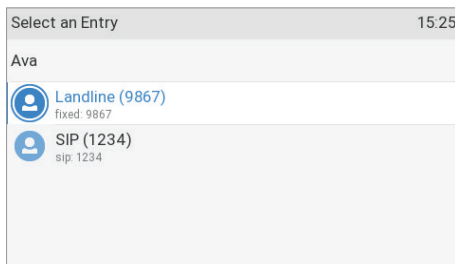 Select an Entry 15:25
Ava
Landline (9867)
fixed: 9867
SIP (1234)
sip: 1234